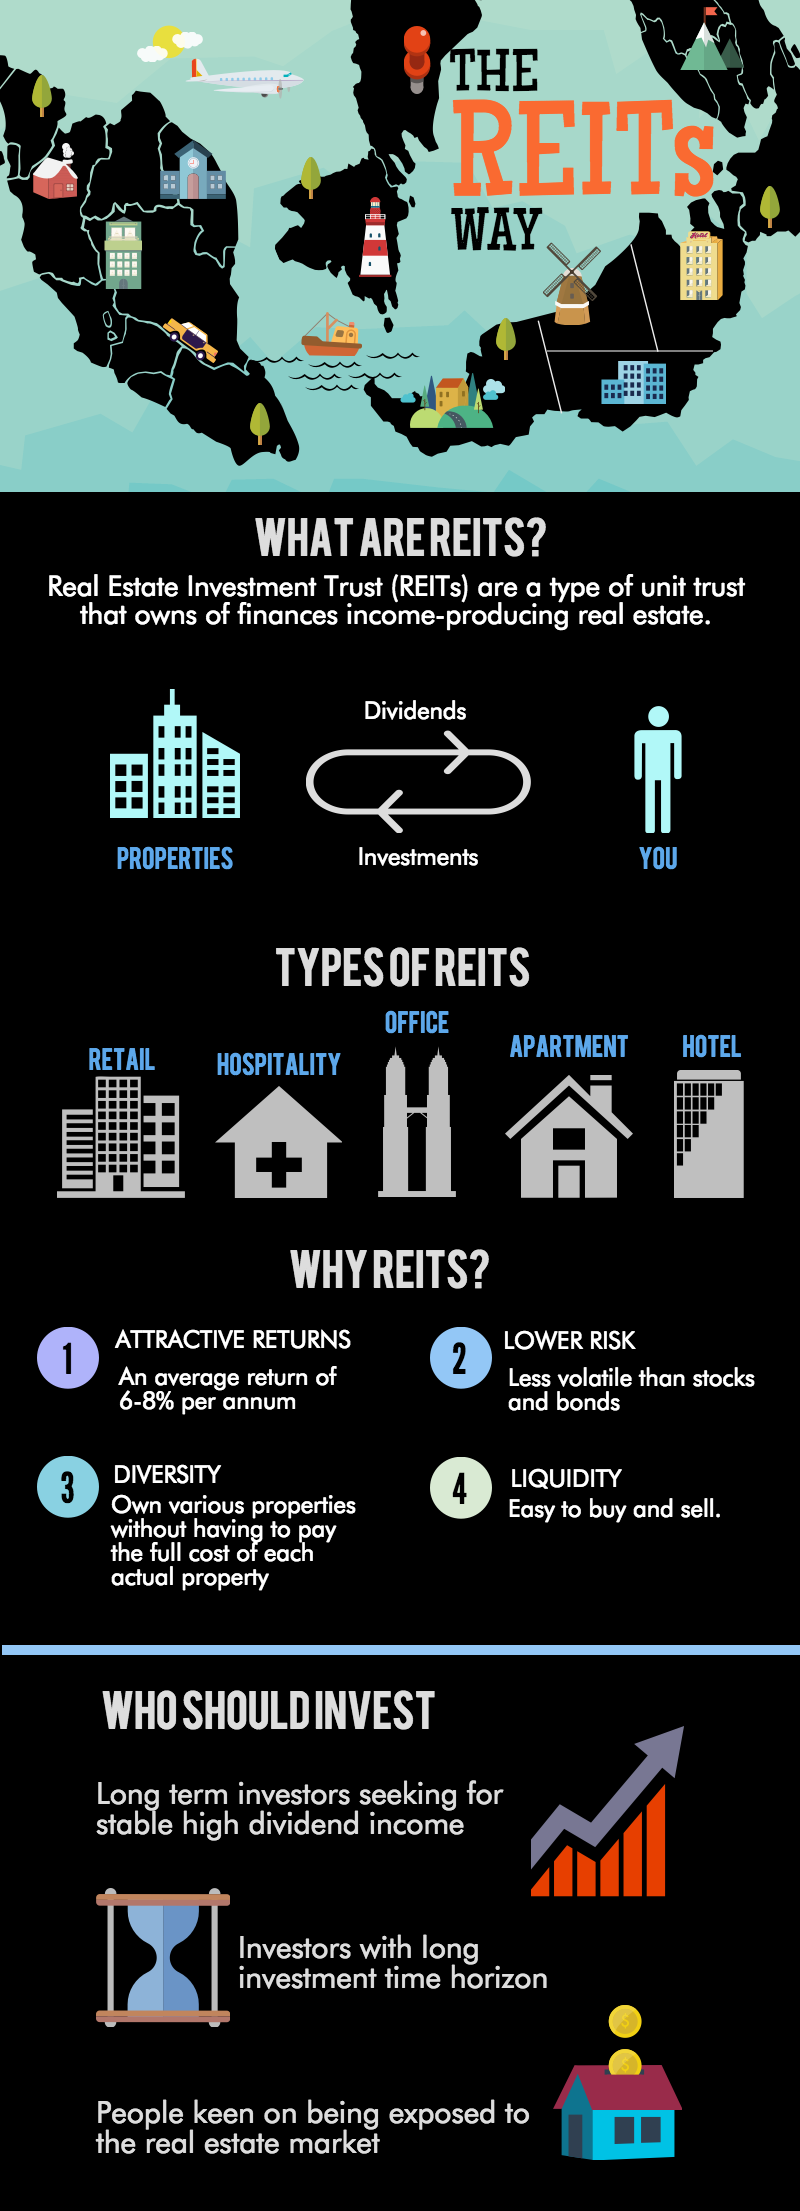 THE
REITs
WAY
Hotel
WHAT ARE REITS?
Real Estate Investment Trust (REITs) are a type of unit trust
that owns of finances income-producing real estate.
Dividends
Investments
PROPERTIES
YOU
TYPES OF REITS
RETAIL
HOSPITALITY
OFFICE
APARTMENT
HOTEL
WHY REITS?
1
ATTRACTIVE RETURNS
An average return of
6-8% per annum
2
LOWER RISK
Less volatile than stocks
and bonds
3
DIVERSITY
Own various properties
without having to pay
the full cost of each
actual property
4
LIQUIDITY
Easy to buy and sell.
WHO SHOULD INVEST
Long term investors seeking for
stable high dividend income
Investors with long
investment time horizon
$
$
People keen on being exposed to
the real estate market